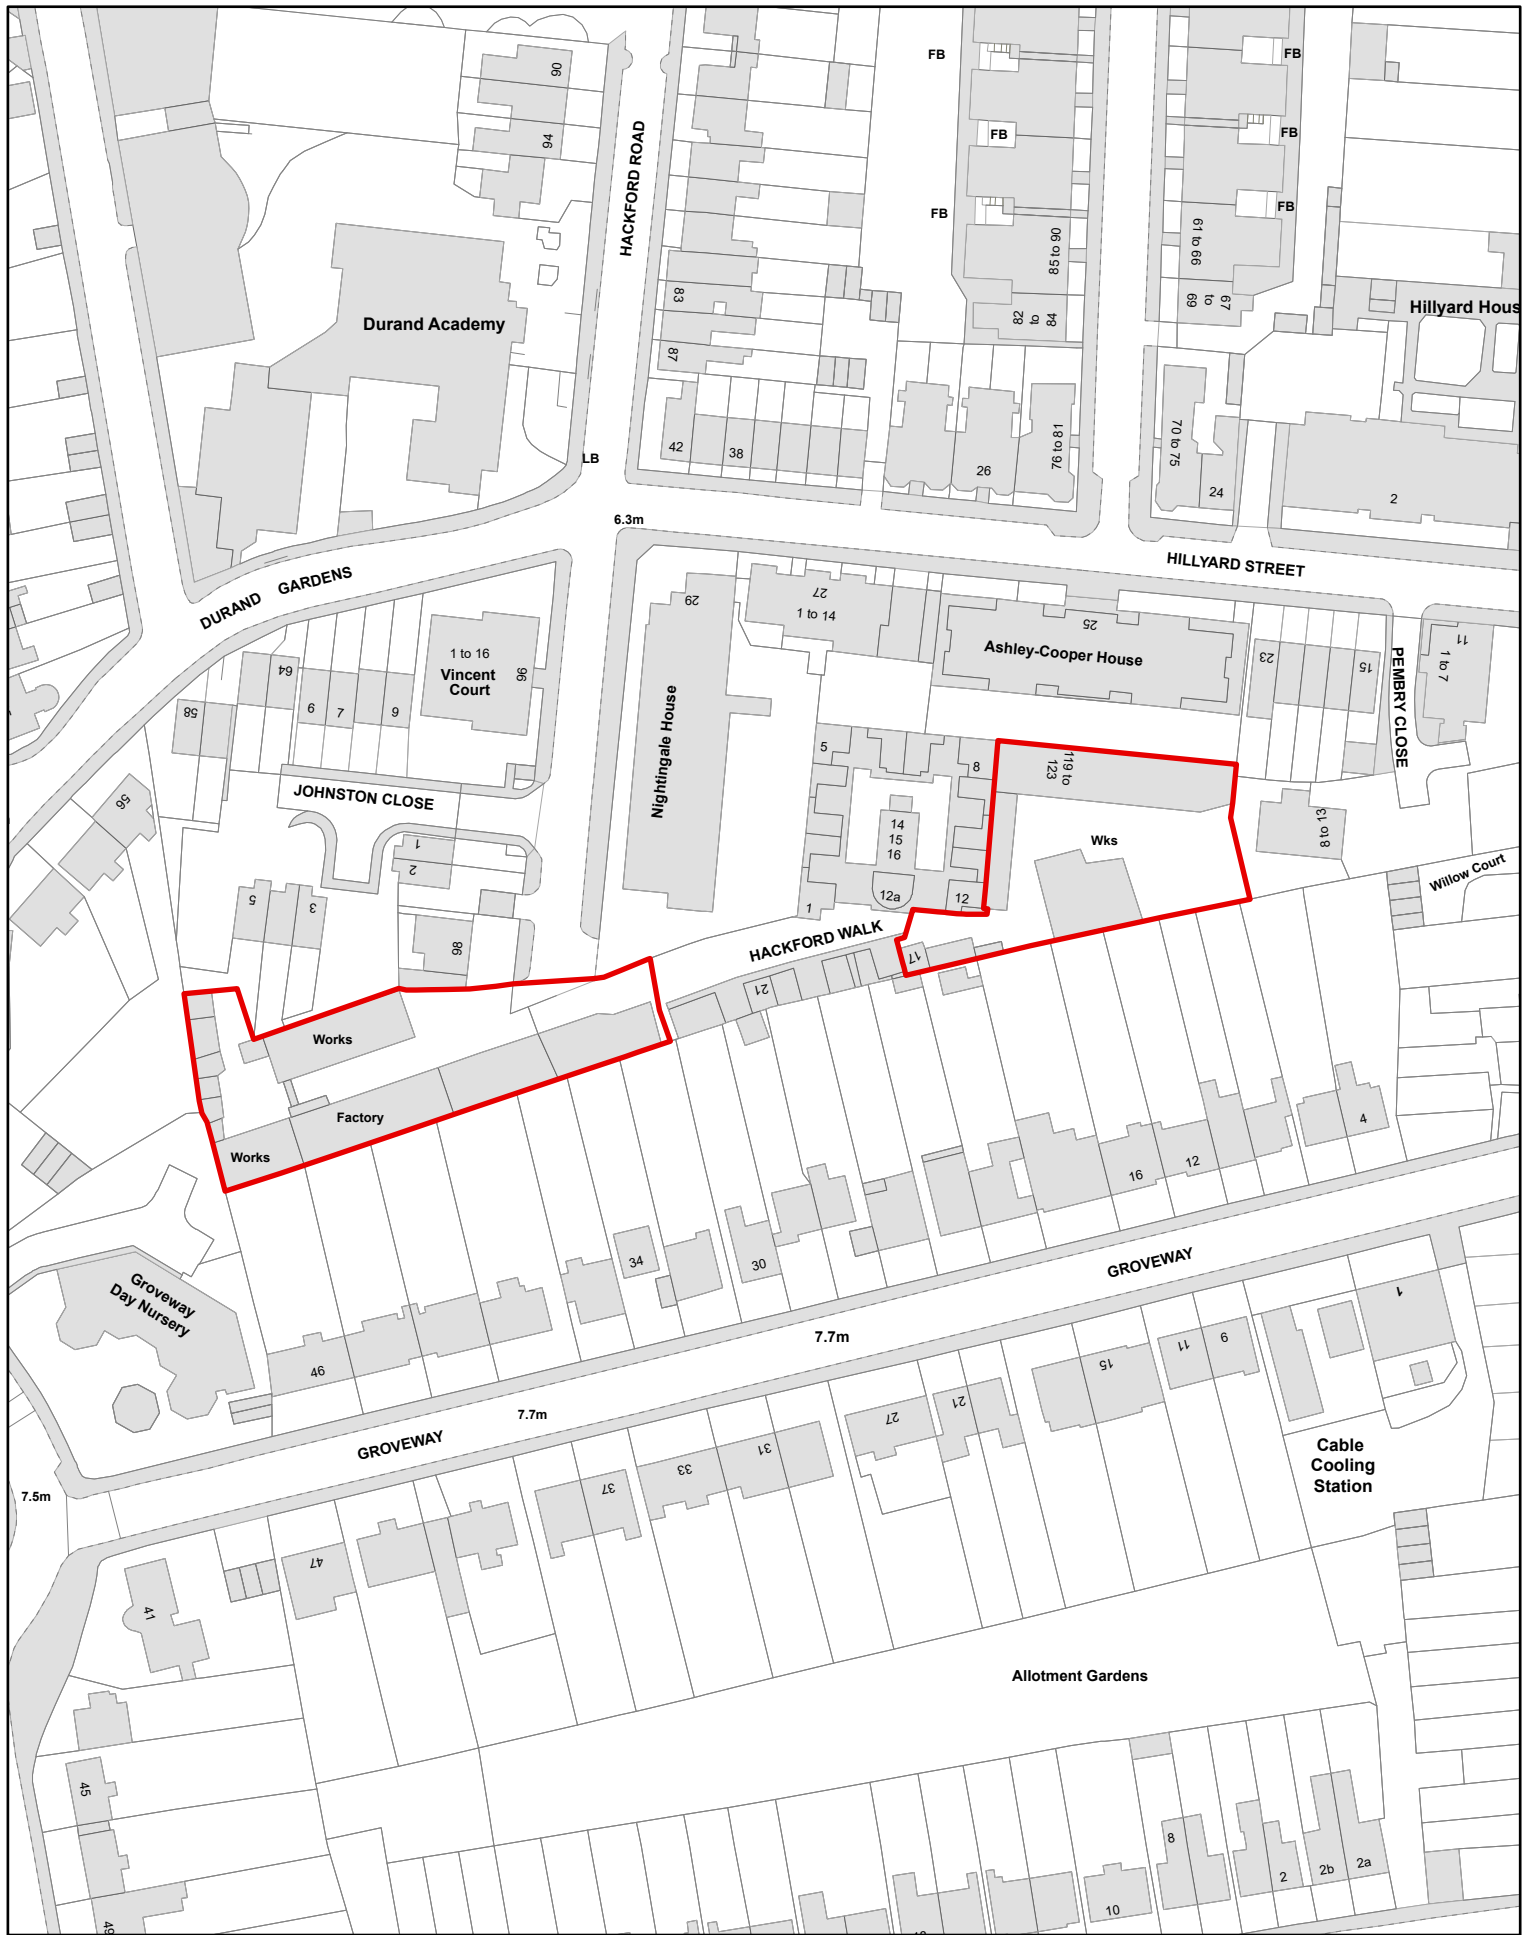 90
FB
FB
94
HACKFORD ROAD
FB
FB
FB
FB
85 to 90
61 to 66
83
67
to
69
Durand Academy
82
to
84
Hillyard Hous
87
42
38
LB
26
76 to 81
70 to 75
24
2
6.3m
HILLYARD STREET
DURAND GARDENS
29
27
1 to 14
25
Ashley-Cooper House
23
15
PEMBRY CLOSE
11
1 to 7
1 to 16
Vincent
Court
96
64
6
7
9
58
Nightingale House
5
8
119 to
123
JOHNSTON CLOSE
56
14
15
16
Wks
8 to 13
1
2
12a
12
1
Willow Court
5
3
98
HACKFORD WALK
17
21
Works
Factory
Works
4
16
12
34
30
GROVEWAY
Groveway
Day Nursery
46
7.7m
1
9
11
15
21
27
7.7m
GROVEWAY
31
33
37
Cable
Cooling
Station
7.5m
47
41
Allotment Gardens
45
8
2
2b
2a
10
49